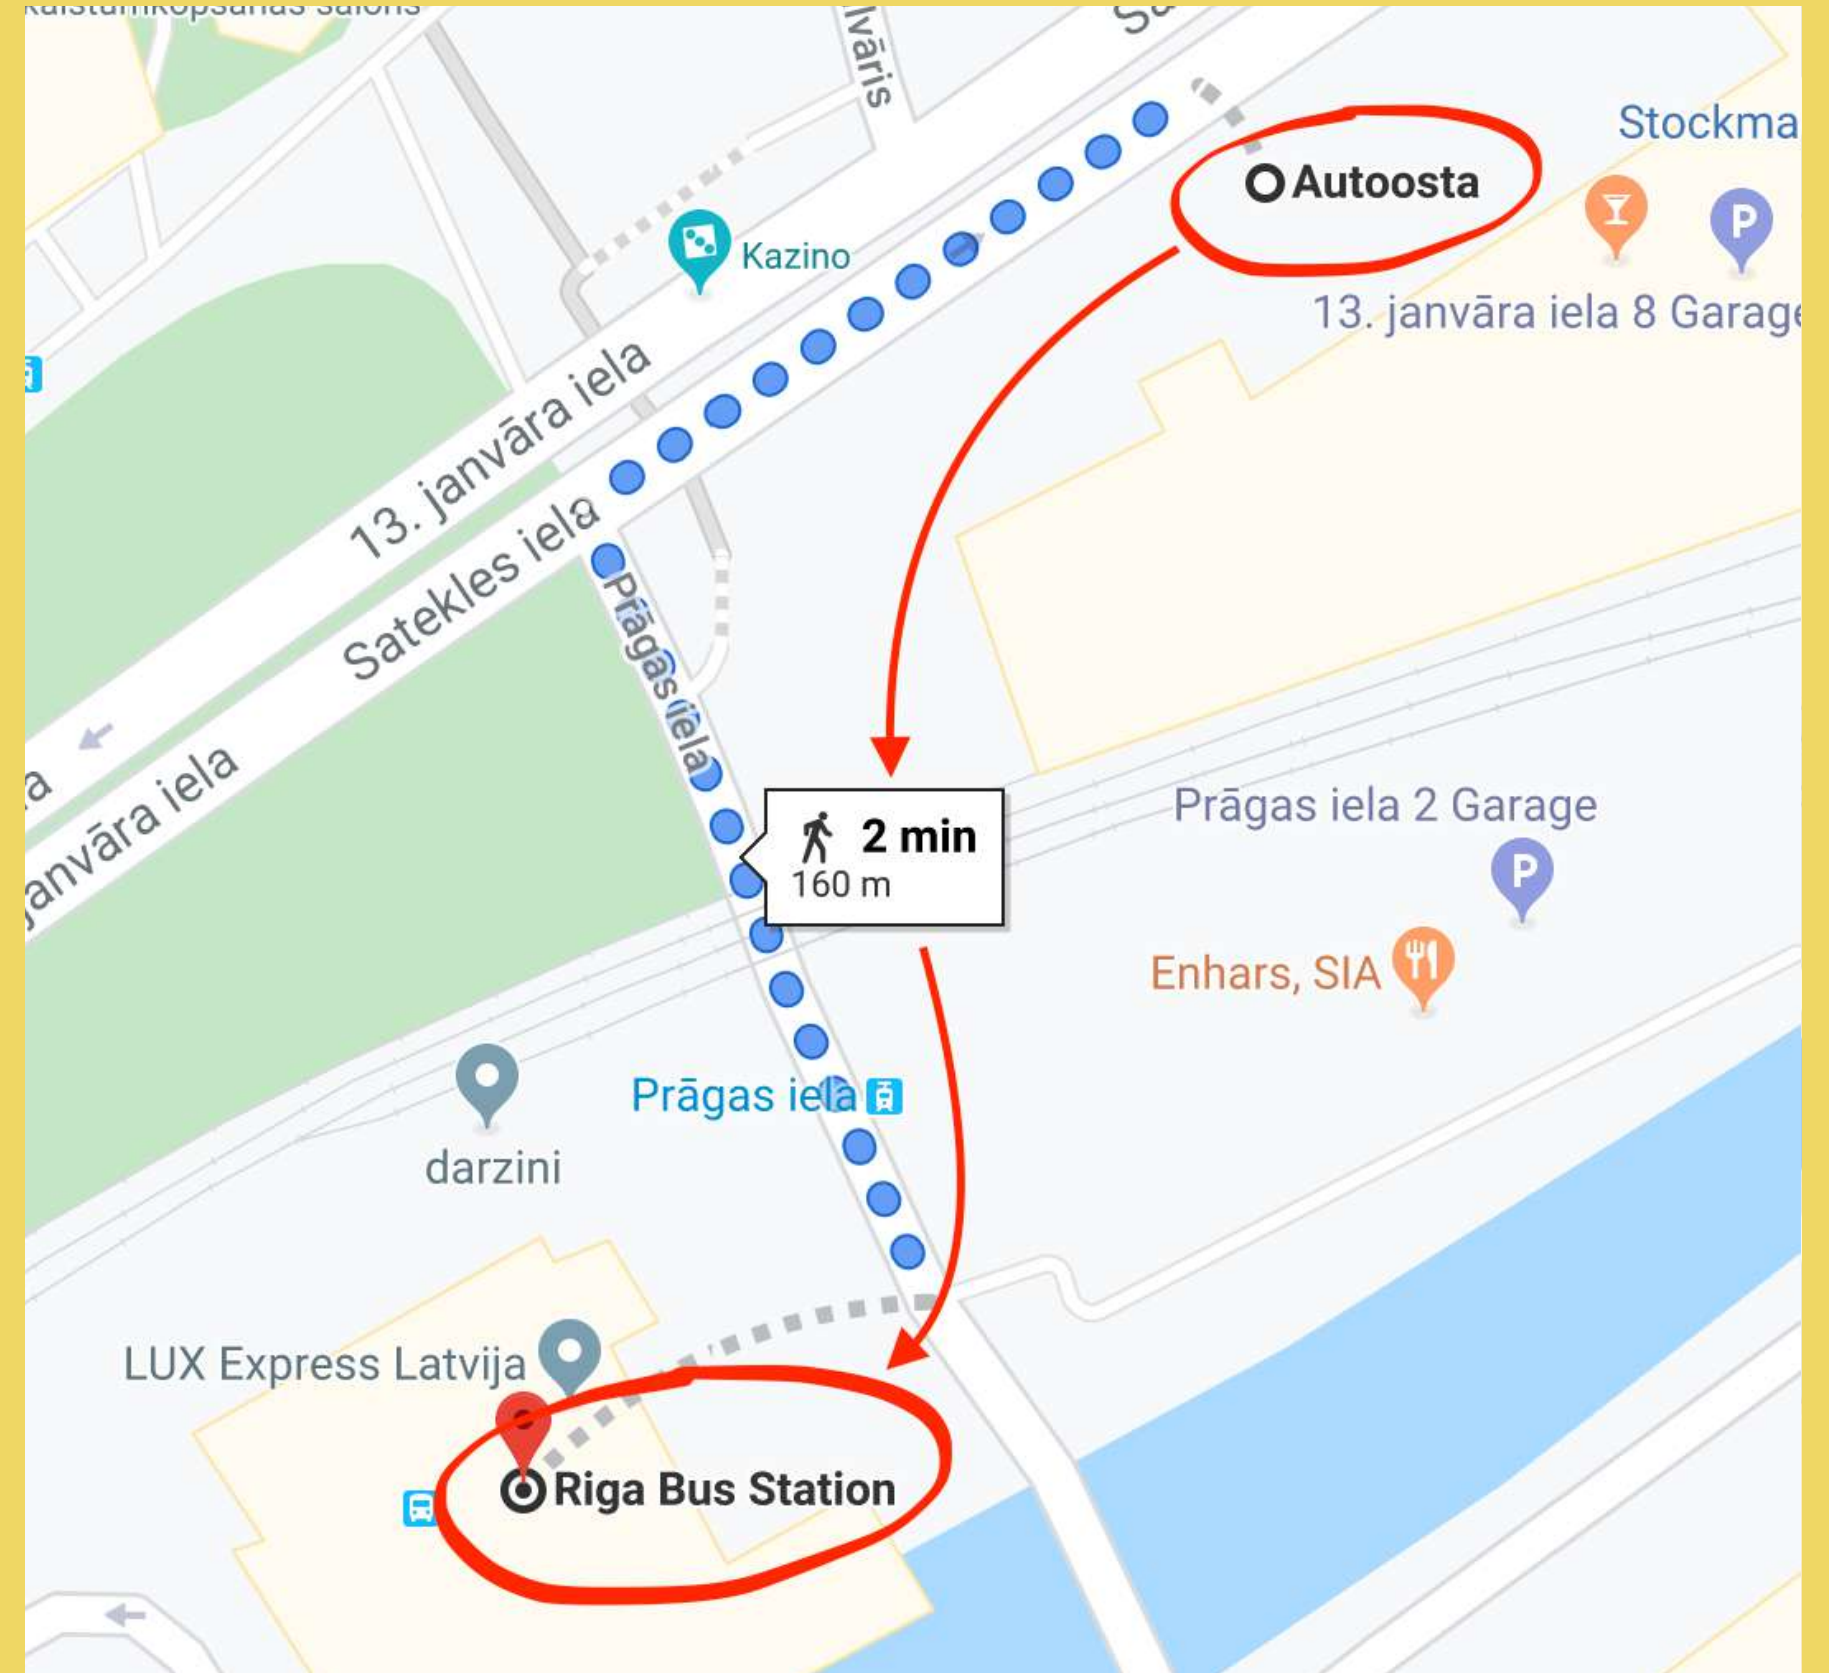 lvāris
Autoosta
Stockma
Kazino
13. janvāra iela 8 Garage
13. janvāra iela
Satekles iela
Prāgas iela
janvāra iela
2 min
160 m
Prāgas iela 2 Garage
Enhars, SIA
Prāgas iela
darzini
LUX Express Latvija
Riga Bus Station
P
P